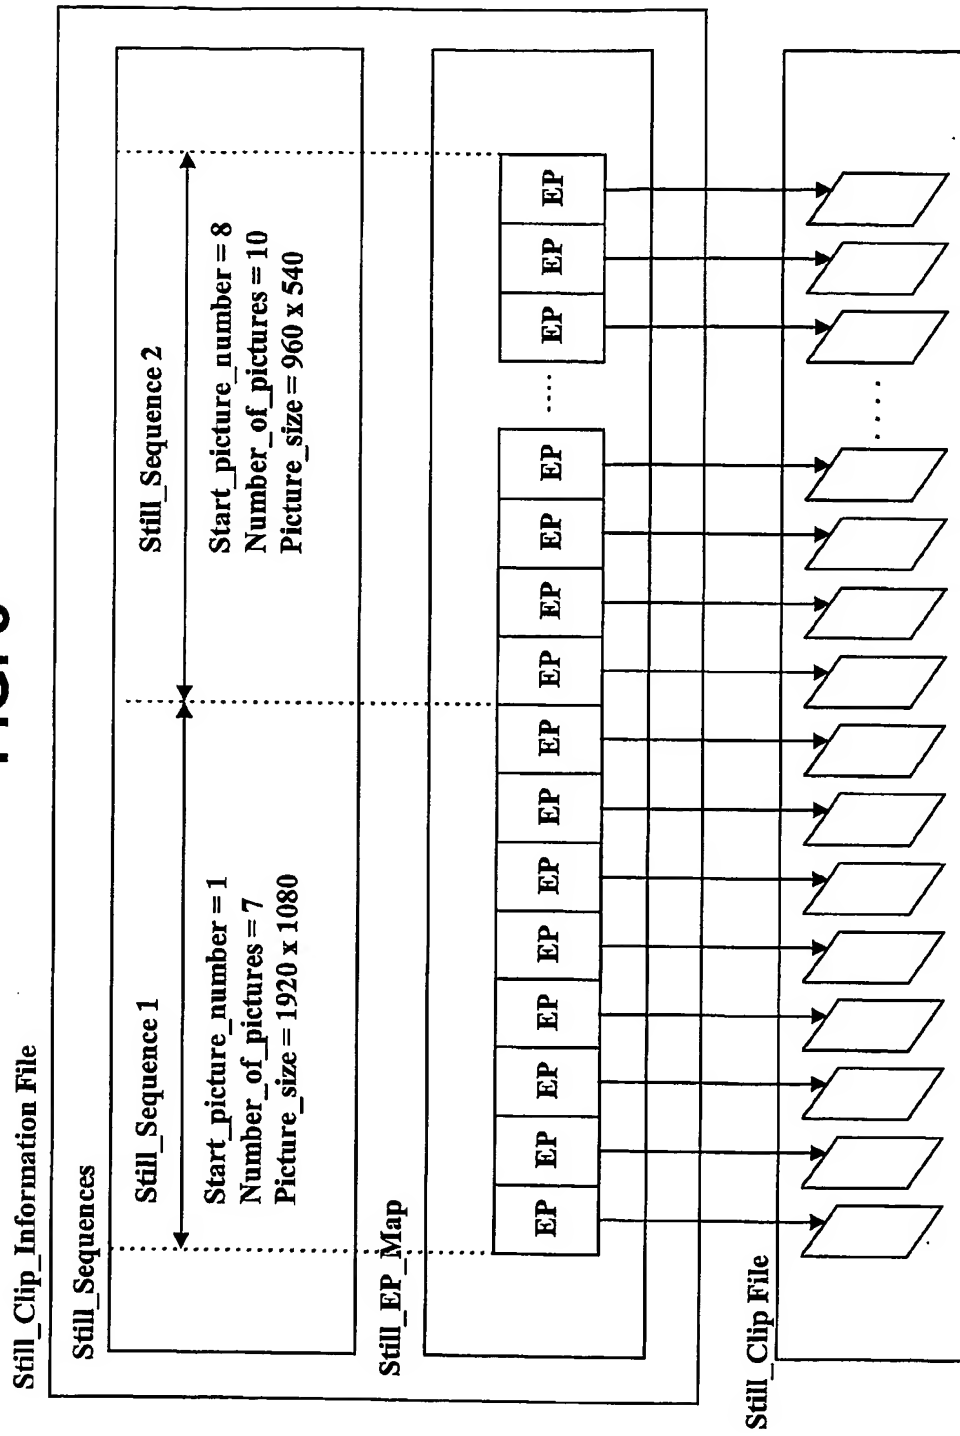 FIG.
Still_Clip_Information File
Still_Sequences
Still_Sequence 1
Start_picture_number = 1
Number_of_pictures = 7
Picture_size = 1920 x 1080
Still_Sequence 2
Start_picture_number = 8
Number_of_pictures = 10
Picture_size = 960 x 540
Still_EP_Map
EP EP EP EP EP EP EP EP EP EP EP EP .... EP EP EP
Still_Clip File
.....